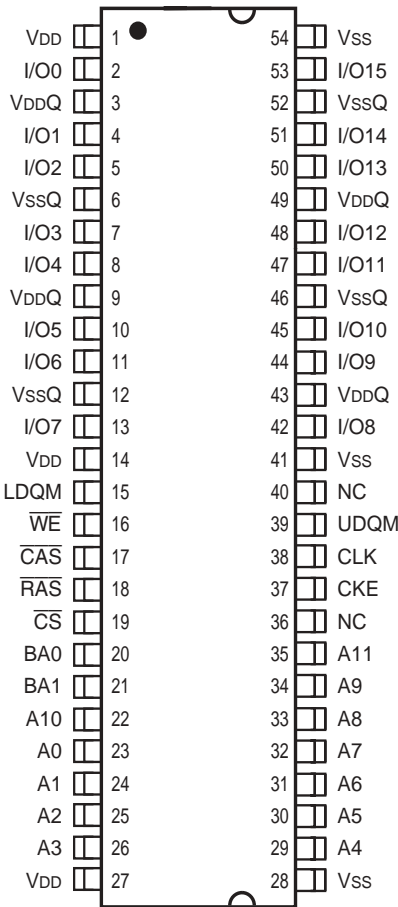 VDD 1 54 VSS
I/O0 2 53 I/O15
VDDQ 3 52 VSSQ
I/O1 4 51 I/O14
I/O2 5 50 I/O13
VSSQ 6 49 VDDQ
I/O3 7 48 I/O12
I/O4 8 47 I/O11
VDDQ 9 46 VSSQ
I/O5 10 45 I/O10
I/O6 11 44 I/O9
VSSQ 12 43 VDDQ
I/O7 13 42 I/O8
VDD 14 41 VSS
LDQM 15 40 NC
W̅E̅ 16 39 UDQM
C̅A̅S̅ 17 38 CLK
R̅A̅S̅ 18 37 CKE
C̅S̅ 19 36 NC
BA0 20 35 A11
BA1 21 34 A9
A10 22 33 A8
A0 23 32 A7
A1 24 31 A6
A2 25 30 A5
A3 26 29 A4
VDD 27 28 VSS